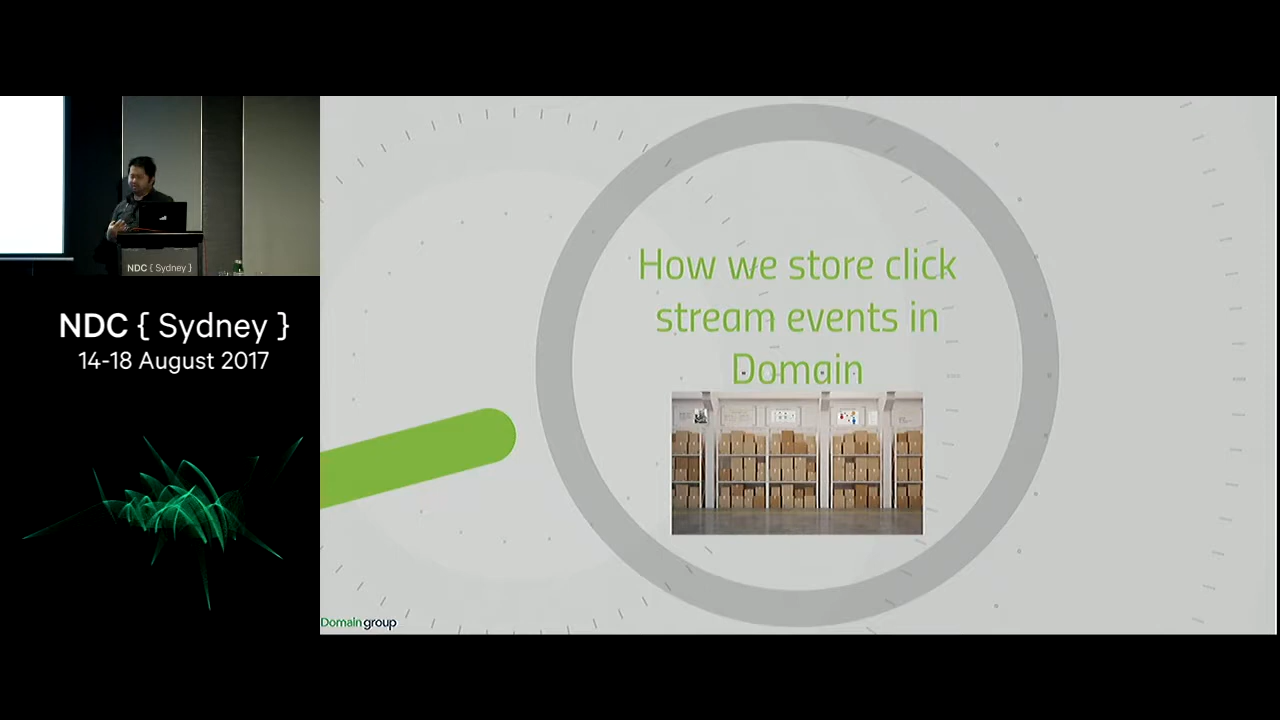 NDC { Sydney }
NDC { Sydney }
14-18 August 2017
How we store click
stream events in
Domain
Domain group